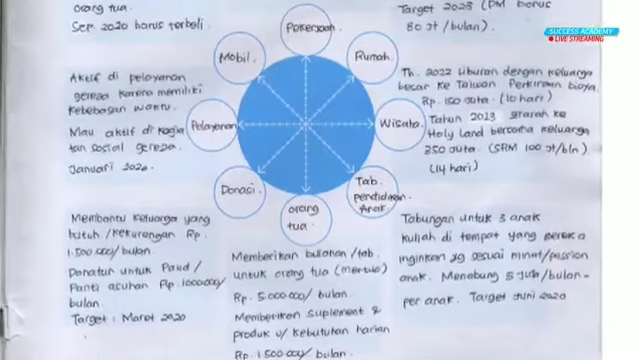 orang tua.
Sep 2020 harus terbeli
Target 2023 (PM bonus
80 jt /bulan).
SUCCESS ACADEMY
LIVE STREAMING
Pekerjaan
Mobil.
Rumah.
Aktif di pelayanan
gereja karena memiliki
kebebasan waktu.
Mau aktif di kegia
tan sosial gereja.
Januari 2020.
Pelayanan
Wisata.
Th. 2022 Liburan dengan keluarga
besar ke Taiwan Perkiraan biaya.
Rp. 150 juta. (10 hari)
Tahun 2023 ziarah ke
Holy land bersama keluarga
350 juta. (SPM 100 jt/bln)
(14 hari)
Donasi.
orang
tua.
Tab.
pendidikan
Anak.
Membantu keluarga yang
butuh /kekurangan Rp.
1.500.000/bulan.
Donatur untuk Paud /
Panti asuhan Rp.1000000/
bulan.
Target : Maret 2020
Memberikan bulanan /tab.
untuk orang tua (mertua)
Rp. 5.000.000/ bulan.
Memberikan suplement &
produk u/ kebutuhan harian
Rp. 1.500.000/ bulan.
Tabungan untuk 3 anak
kuliah di tempat yang mereka
inginkan yg sesuai minat/passion
anak. Menabung 5 juta/bulan-
per anak. Target Juni 2020